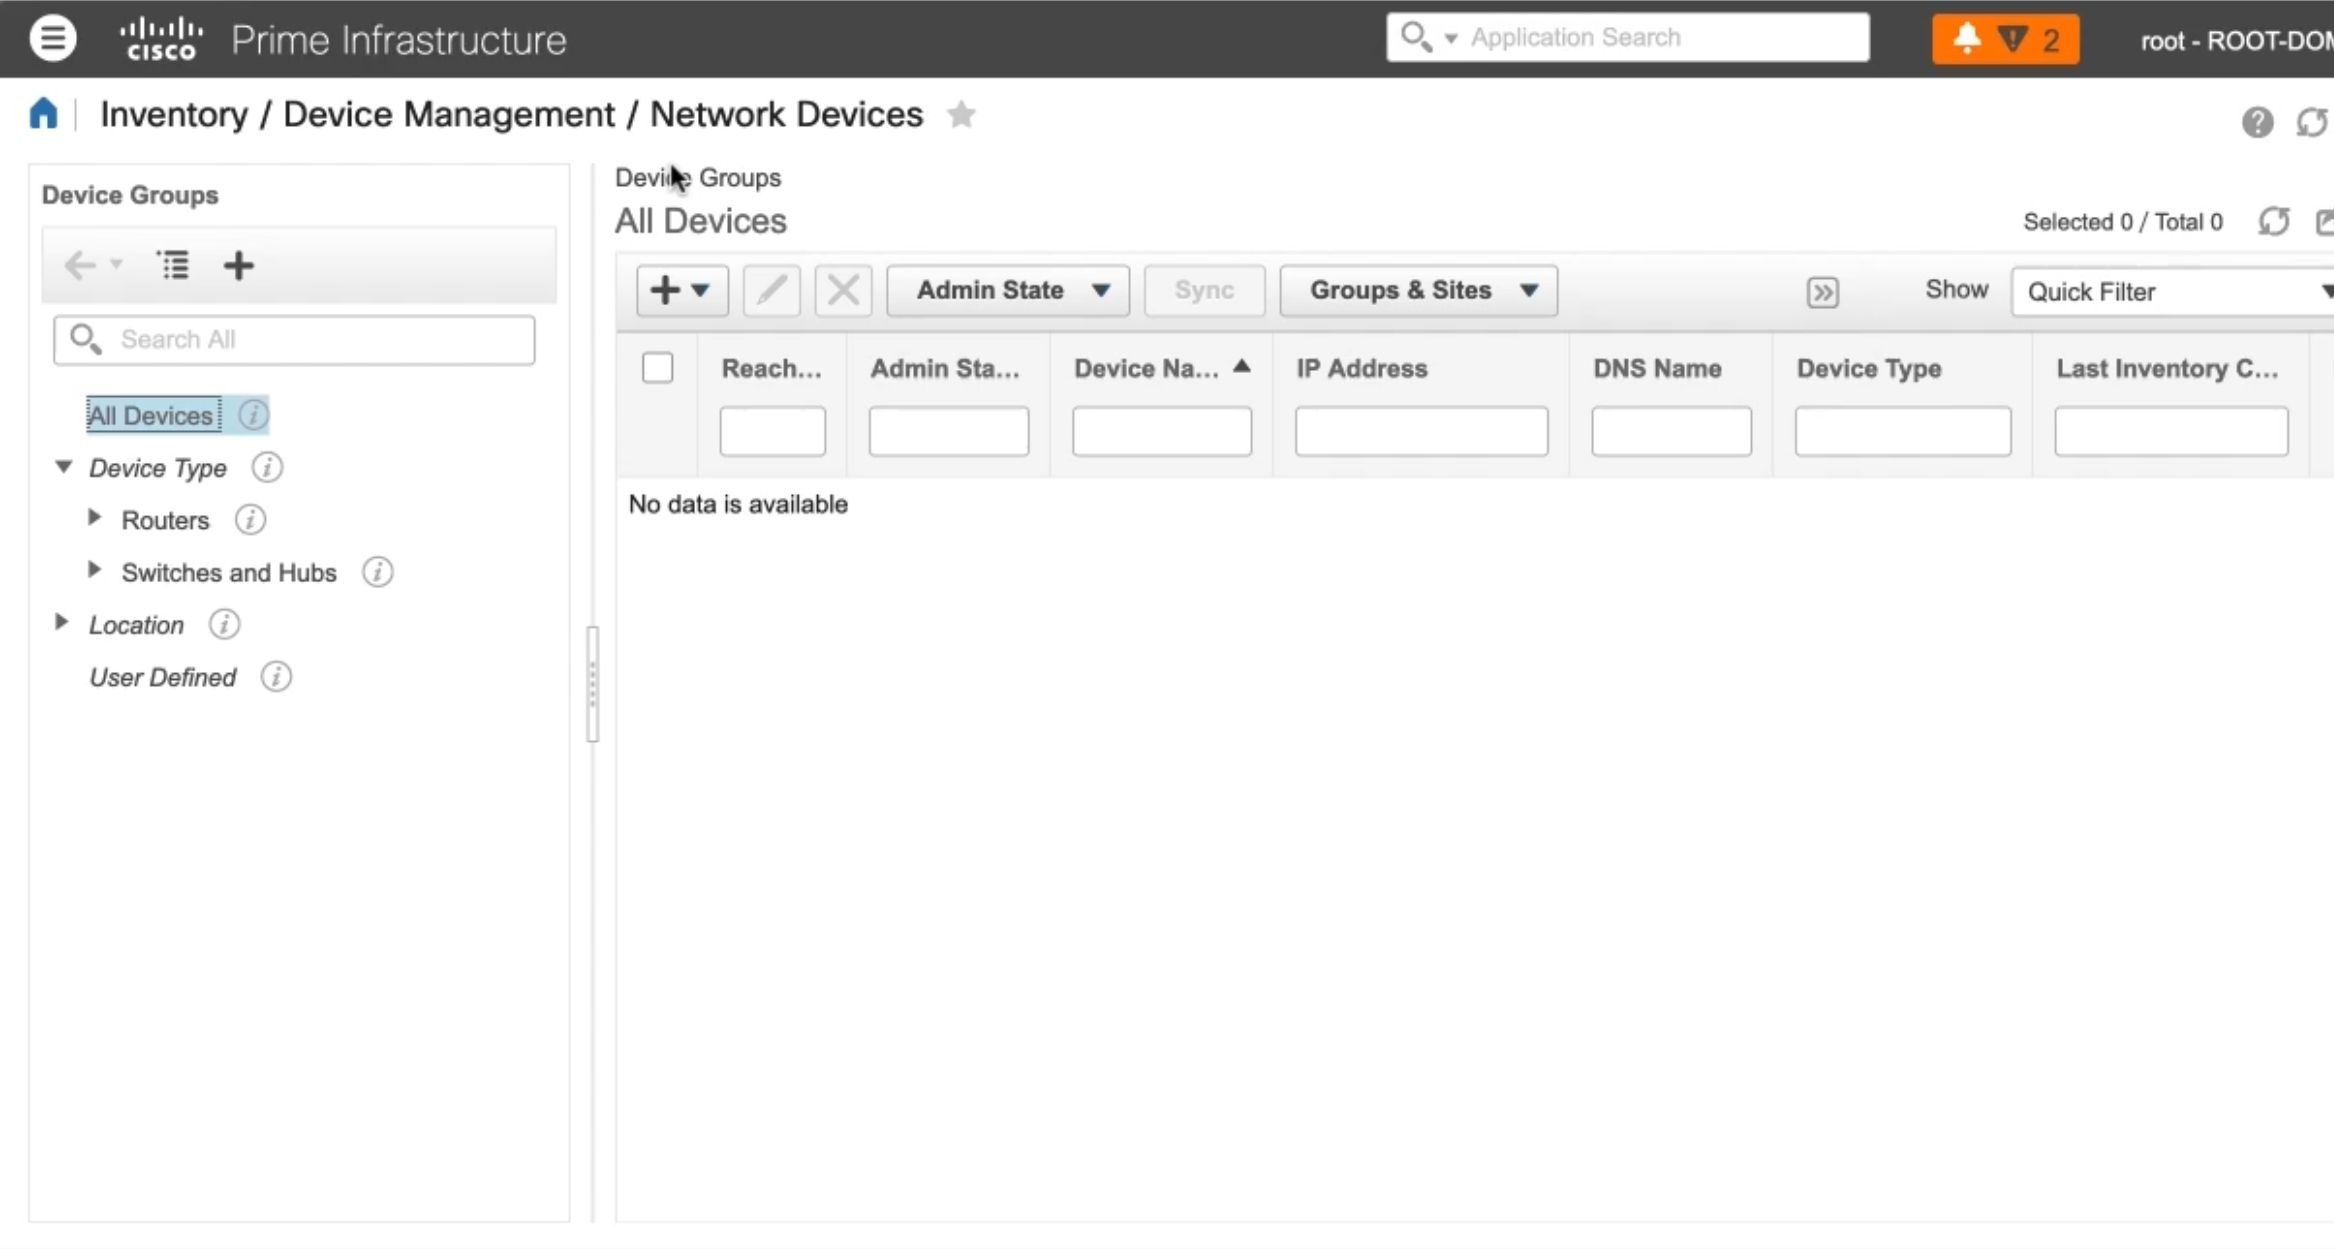 cisco Prime Infrastructure
Application Search
2
root - ROOT-DOM
Inventory / Device Management / Network Devices
Device Groups
Search All
All Devices
Device Type
Routers
Switches and Hubs
Location
User Defined
Device Groups
All Devices
Selected 0 / Total 0
Admin State
Sync
Groups & Sites
Show
Quick Filter
Reach...
Admin Sta...
Device Na...
IP Address
DNS Name
Device Type
Last Inventory C...
No data is available